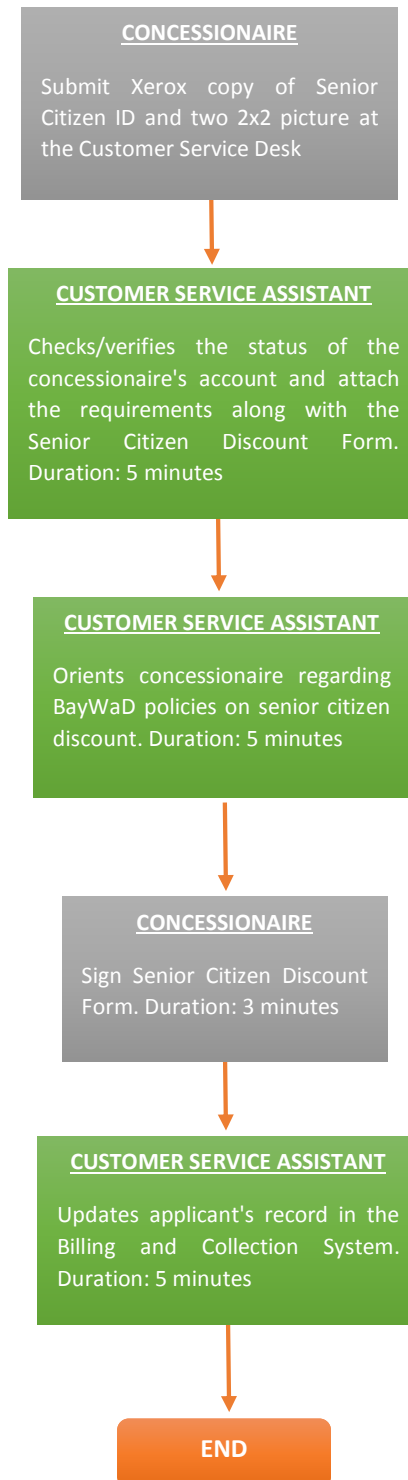 CONCESSIONAIRE
Submit Xerox copy of Senior
Citizen ID and two 2x2 picture at
the Customer Service Desk
CUSTOMER SERVICE ASSISTANT
Checks/verifies the status of the
concessionaire's account and attach
the requirements along with the
Senior Citizen Discount Form.
Duration: 5 minutes
CUSTOMER SERVICE ASSISTANT
Orients concessionaire regarding
BayWaD policies on senior citizen
discount. Duration: 5 minutes
CONCESSIONAIRE
Sign Senior Citizen Discount
Form. Duration: 3 minutes
CUSTOMER SERVICE ASSISTANT
Updates applicant's record in the
Billing and Collection System.
Duration: 5 minutes
END